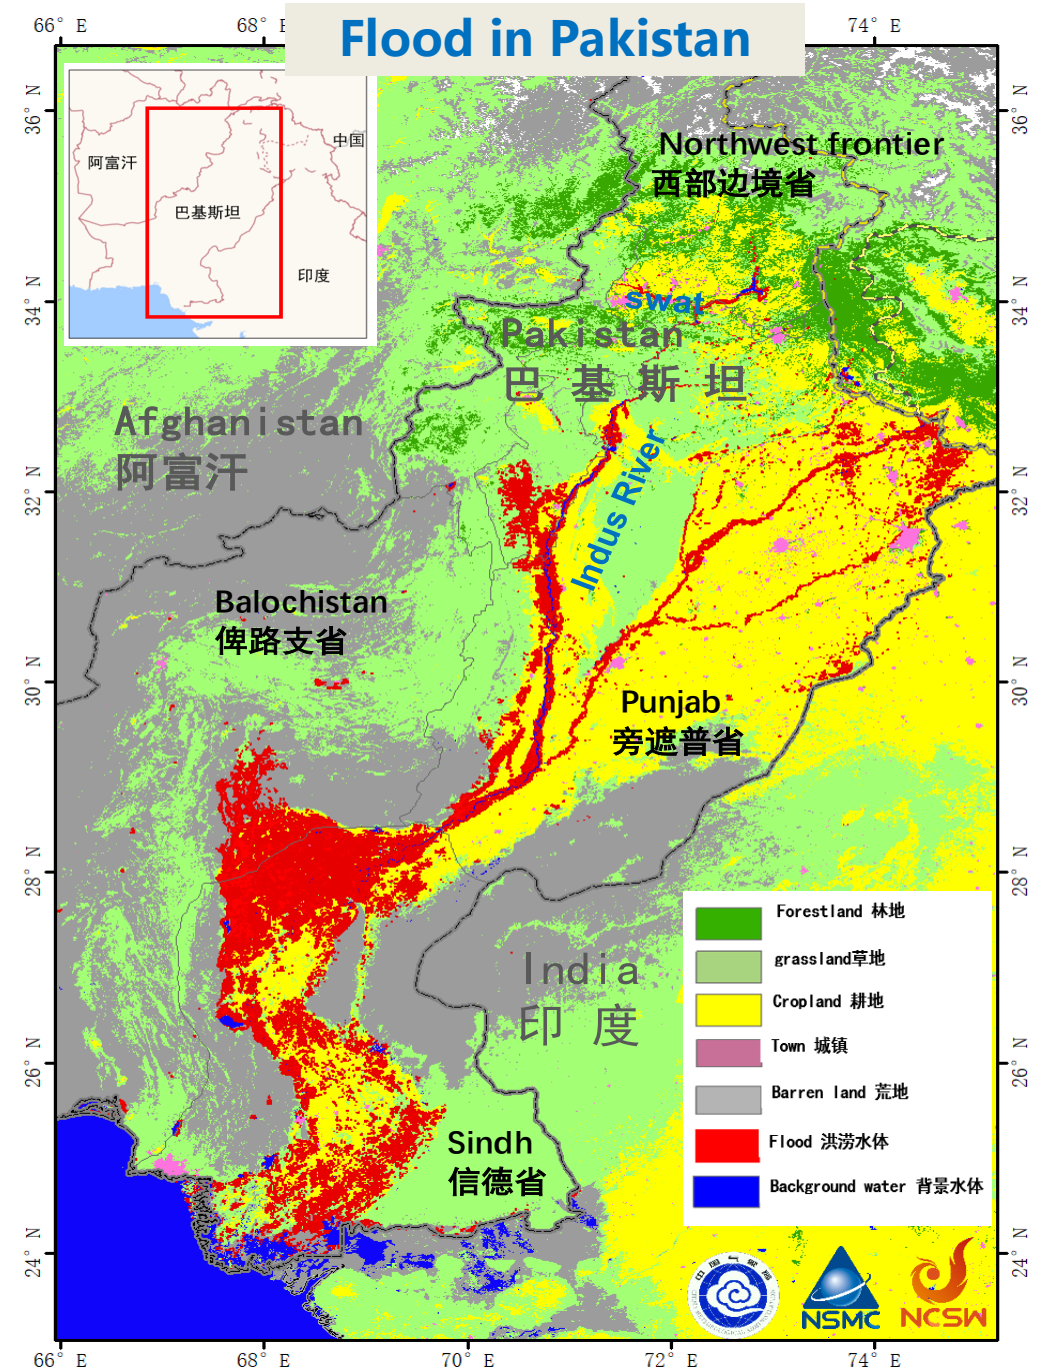 Flood in Pakistan
66° E
68° E
74° E
36° N
36° N
中国
阿富汗
巴基斯坦
印度
Northwest frontier
西部边境省
34° N
34° N
swat
Pakistan
巴 基 斯 坦
Afghanistan
阿富汗
Indus River
32° N
32° N
Balochistan
俾路支省
30° N
30° N
Punjab
旁遮普省
28° N
28° N
Forestland 林地
grassland草地
Cropland 耕地
Town 城镇
Barren land 荒地
Flood 洪涝水体
Background water 背景水体
India
印 度
26° N
26° N
Sindh
信德省
24° N
24° N
中国气象局
NSMC
NCSW
66° E
68° E
70° E
72° E
74° E